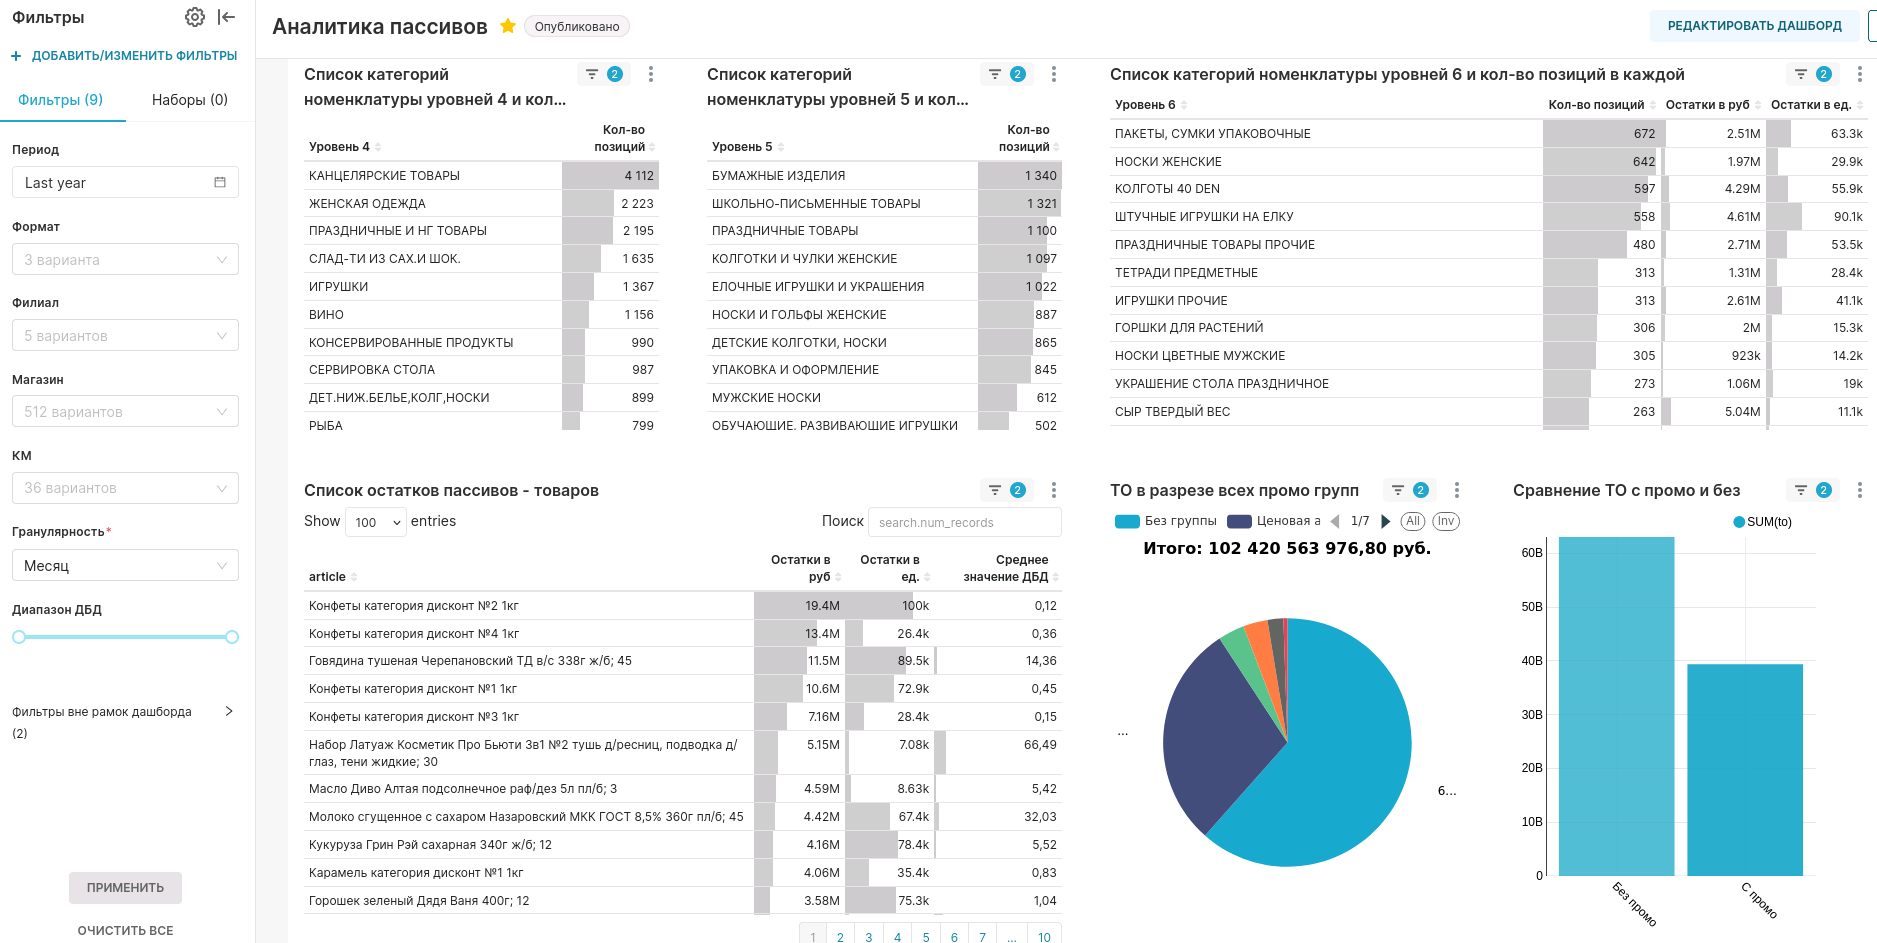 Фильтры
ДОБАВИТЬ/ИЗМЕНИТЬ ФИЛЬТРЫ
Фильтры (9)
Наборы (0)
Период
Last year
Формат
3 варианта
Филиал
5 вариантов
Магазин
512 вариантов
КМ
36 вариантов
Гранулярность*
Месяц
Диапазон ДБД
Фильтры вне рамок дашборда
(2)
ПРИМЕНИТЬ
ОЧИСТИТЬ ВСЕ
Аналитика пассивов
Опубликовано
РЕДАКТИРОВАТЬ ДАШБОРД
Список категорий
номенклатуры уровней 4 и кол...
2
Уровень 4 Кол-во позиций
КАНЦЕЛЯРСКИЕ ТОВАРЫ 4 112
ЖЕНСКАЯ ОДЕЖДА 2 223
ПРАЗДНИЧНЫЕ И НГ ТОВАРЫ 2 195
СЛАД-ТИ ИЗ САХ.И ШОК. 1 635
ИГРУШКИ 1 367
ВИНО 1 156
КОНСЕРВИРОВАННЫЕ ПРОДУКТЫ 990
СЕРВИРОВКА СТОЛА 987
ДЕТ.НИЖ.БЕЛЬЕ,КОЛГ,НОСКИ 899
РЫБА 799
Список категорий
номенклатуры уровней 5 и кол...
2
Уровень 5 Кол-во позиций
БУМАЖНЫЕ ИЗДЕЛИЯ 1 340
ШКОЛЬНО-ПИСЬМЕННЫЕ ТОВАРЫ 1 321
ПРАЗДНИЧНЫЕ ТОВАРЫ 1 100
КОЛГОТКИ И ЧУЛКИ ЖЕНСКИЕ 1 097
ЕЛОЧНЫЕ ИГРУШКИ И УКРАШЕНИЯ 1 022
НОСКИ И ГОЛЬФЫ ЖЕНСКИЕ 887
ДЕТСКИЕ КОЛГОТКИ, НОСКИ 865
УПАКОВКА И ОФОРМЛЕНИЕ 845
МУЖСКИЕ НОСКИ 612
ОБУЧАЮЩИЕ. РАЗВИВАЮЩИЕ ИГРУШКИ 502
Список категорий номенклатуры уровней 6 и кол-во позиций в каждой
2
Уровень 6 Кол-во позиций Остатки в руб Остатки в ед.
ПАКЕТЫ, СУМКИ УПАКОВОЧНЫЕ 672 2.51M 63.3k
НОСКИ ЖЕНСКИЕ 642 1.97M 29.9k
КОЛГОТЫ 40 DEN 597 4.29M 55.9k
ШТУЧНЫЕ ИГРУШКИ НА ЕЛКУ 558 4.61M 90.1k
ПРАЗДНИЧНЫЕ ТОВАРЫ ПРОЧИЕ 480 2.71M 53.5k
ТЕТРАДИ ПРЕДМЕТНЫЕ 313 1.31M 28.4k
ИГРУШКИ ПРОЧИЕ 313 2.61M 41.1k
ГОРШКИ ДЛЯ РАСТЕНИЙ 306 2M 15.3k
НОСКИ ЦВЕТНЫЕ МУЖСКИЕ 305 923k 14.2k
УКРАШЕНИЕ СТОЛА ПРАЗДНИЧНОЕ 273 1.06M 19k
СЫР ТВЕРДЫЙ ВЕС 263 5.04M 11.1k
Список остатков пассивов - товаров
2
Show 100 entries
Поиск search.num_records
article Остатки в руб Остатки в ед. Среднее значение ДБД
Конфеты категория дисконт №2 1кг 19.4M 100k 0,12
Конфеты категория дисконт №4 1кг 13.4M 26.4k 0,36
Говядина тушеная Черепановский ТД в/с 338г ж/б; 45 11.5M 89.5k 14,36
Конфеты категория дисконт №1 1кг 10.6M 72.9k 0,45
Конфеты категория дисконт №3 1кг 7.16M 28.4k 0,15
Набор Латуаж Косметик Про Бьюти 3в1 №2 тушь д/ресниц, подводка д/ 5.15M 7.08k 66,49
глаз, тени жидкие; 30
Масло Диво Алтая подсолнечное раф/дез 5л пл/б; 3 4.59M 8.63k 5,42
Молоко сгущенное с сахаром Назаровский МКК ГОСТ 8,5% 360г пл/б; 45 4.42M 67.4k 32,03
Кукуруза Грин Рэй сахарная 340г ж/б; 12 4.16M 78.4k 5,52
Карамель категория дисконт №1 1кг 4.06M 35.4k 0,83
Горошек зеленый Дядя Ваня 400г; 12 3.58M 75.3k 1,04
1 2 3 4 5 6 7 ... 10
ТО в разрезе всех промо групп
2
Без группы Ценовая а 1/7 All Inv
Итого: 102 420 563 976,80 руб.
...
6...
Сравнение ТО с промо и без
2
SUM(to)
60B
50B
40B
30B
20B
10B
0
Без промо
С промо